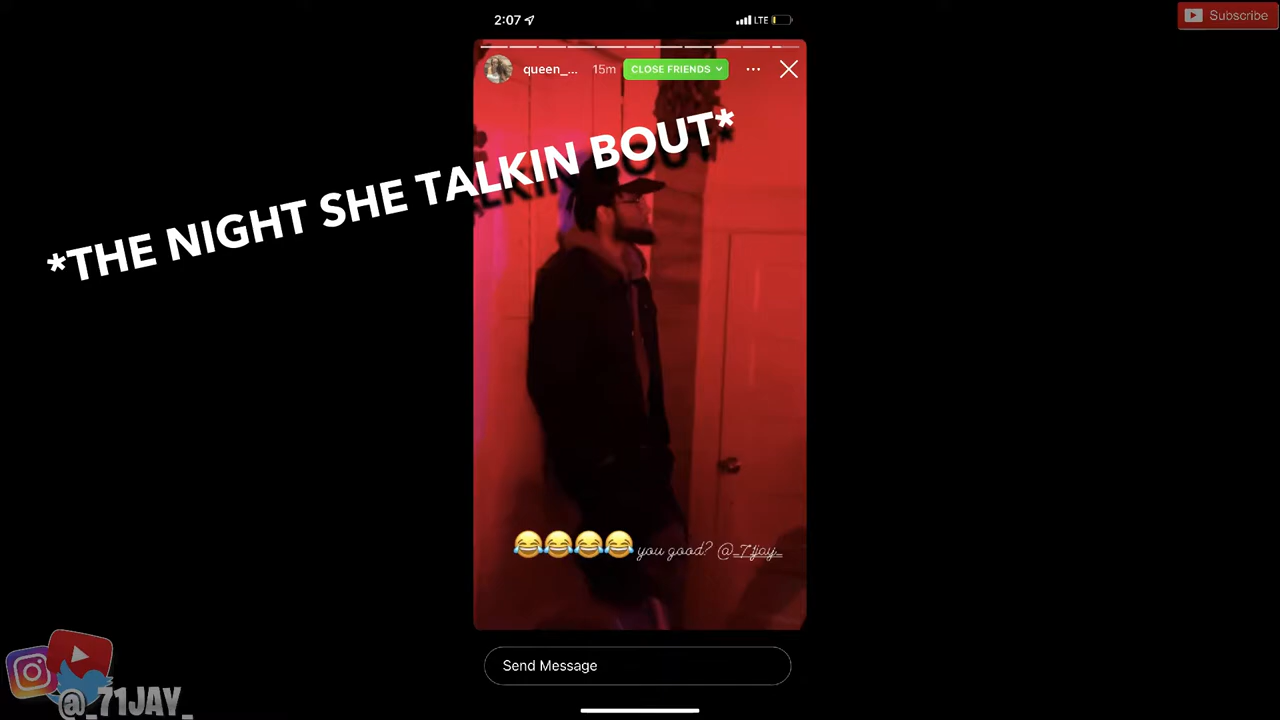 Subscribe
2:07
LTE
queen_... 15m CLOSE FRIENDS
*THE NIGHT SHE TALKIN BOUT*
😂😂😂😂 you good? @_71jay_
Send Message
@_71JAY_